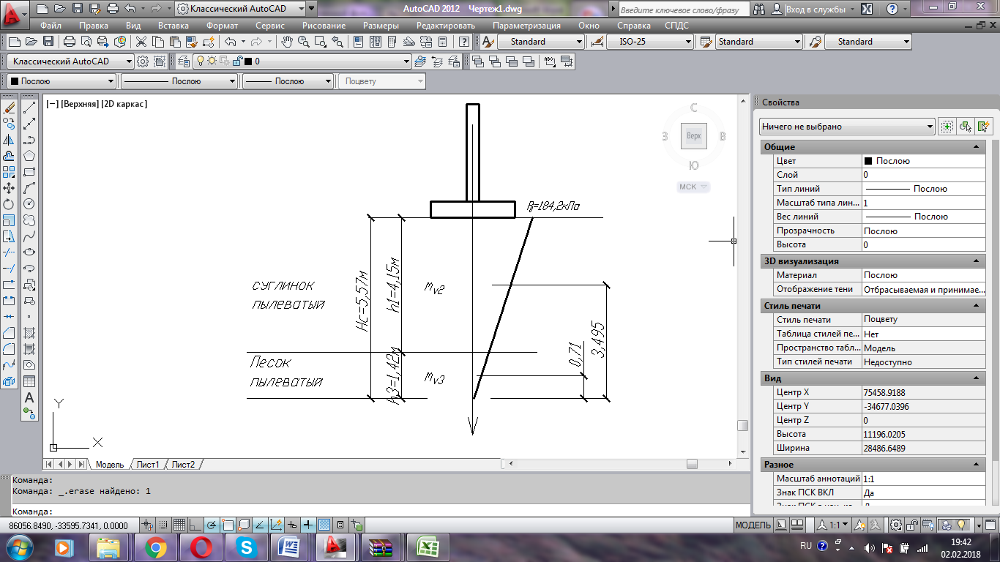 Классический AutoCAD
AutoCAD 2012 Чертеж1.dwg
Введите ключевое слово/фразу
Вход в службы
Файл Правка Вид Вставка Формат Сервис Рисование Размеры Редактировать Параметризация Окно Справка СПДС
Standard ISO-25 Standard Standard
Классический AutoCAD 0
Послою Послою Послою Поцвету
[−] [Верхняя] [2D каркас]
С
З Верх В
Ю
МСК
P0=184,2кПа
суглинок
пылеватый
Hc=5,57м
h1=4,15м
mv2
3,495
0,71
Песок
пылеватый
h3=1,42м
mv3
Y
X
Модель Лист1 Лист2
Команда:
Команда: _.erase найдено: 1
Команда:
86056.8490, -33595.7341, 0.0000
МОДЕЛЬ
1:1
Свойства
Ничего не выбрано
Общие
Цвет Послою
Слой 0
Тип линий Послою
Масштаб типа лин... 1
Вес линий Послою
Прозрачность Послою
Высота 0
3D визуализация
Материал Послою
Отображение тени Отбрасываемая и принимае...
Стиль печати
Стиль печати Поцвету
Таблица стилей пе... Нет
Пространство табл... Модель
Тип стилей печати Недоступно
Вид
Центр X 75458.9188
Центр Y -34677.0396
Центр Z 0
Высота 11196.0205
Ширина 28486.6489
Разное
Масштаб аннотаций 1:1
Знак ПСК ВКЛ Да
RU
19:42
02.02.2018